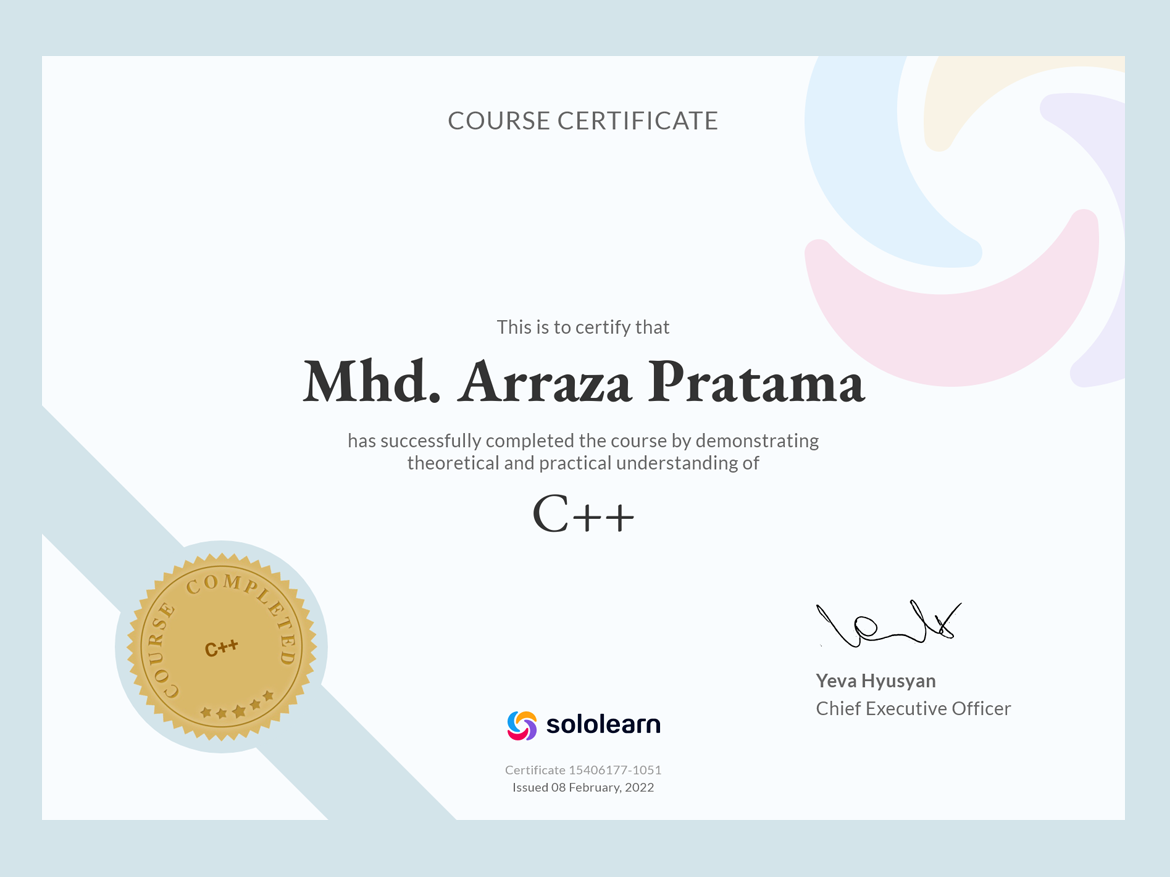 COURSE CERTIFICATE
This is to certify that
Mhd. Arraza Pratama
has successfully completed the course by demonstrating
theoretical and practical understanding of
C++
COURSE COMPLETED
C++
Yeva Hyusyan
Chief Executive Officer
sololearn
Certificate 15406177-1051
Issued 08 February, 2022